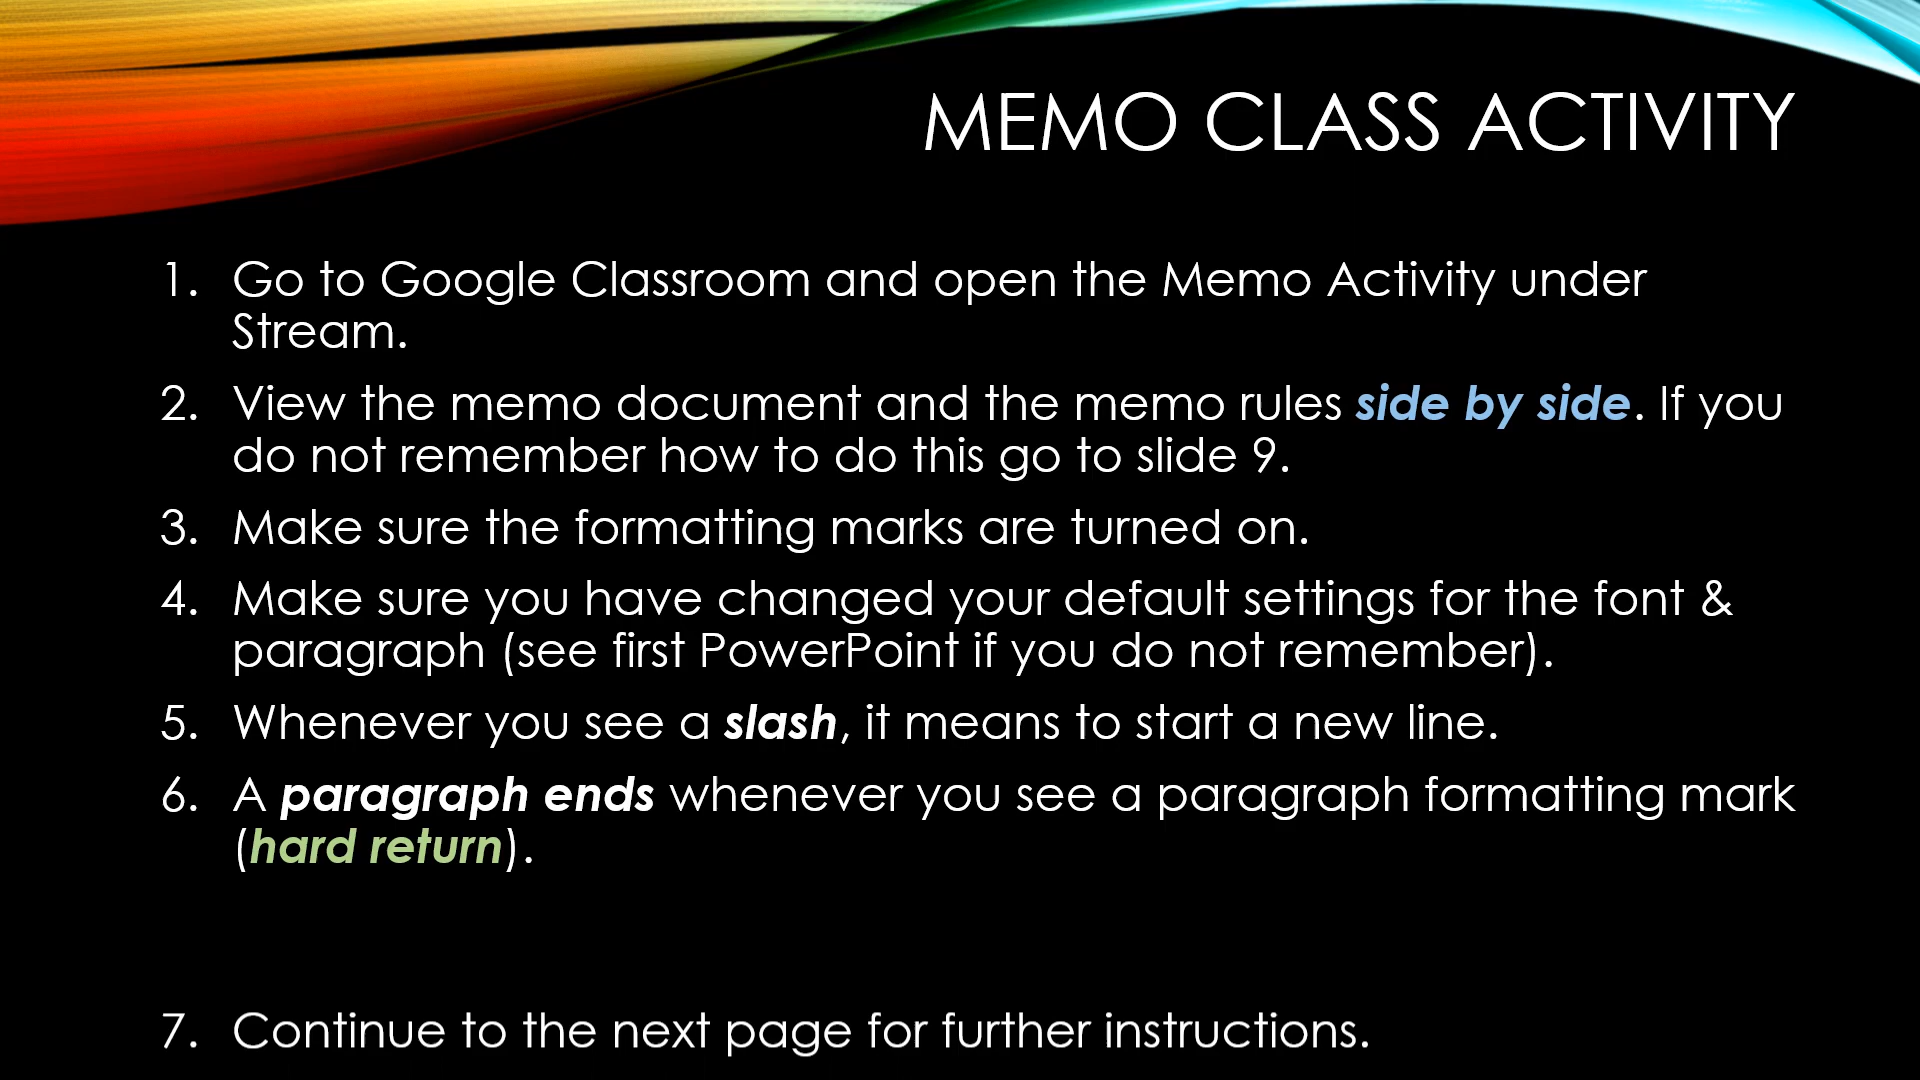 MEMO CLASS ACTIVITY
1. Go to Google Classroom and open the Memo Activity under
Stream.
2. View the memo document and the memo rules side by side. If you
do not remember how to do this go to slide 9.
3. Make sure the formatting marks are turned on.
4. Make sure you have changed your default settings for the font &
paragraph (see first PowerPoint if you do not remember).
5. Whenever you see a slash, it means to start a new line.
6. A paragraph ends whenever you see a paragraph formatting mark
(hard return).
7. Continue to the next page for further instructions.